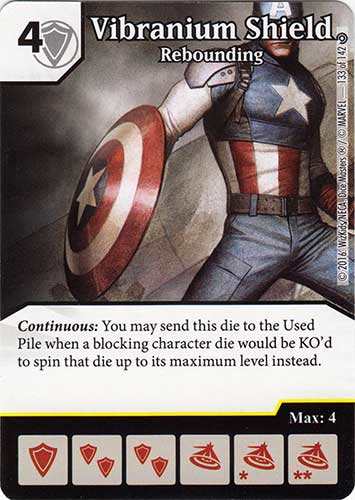 4
Vibranium Shield
Rebounding
© 2016 WizKids/NECA, Dice Masters ® / © MARVEL — 133 of 142
Continuous: You may send this die to the Used
Pile when a blocking character die would be KO’d
to spin that die up to its maximum level instead.
Max: 4
*
**